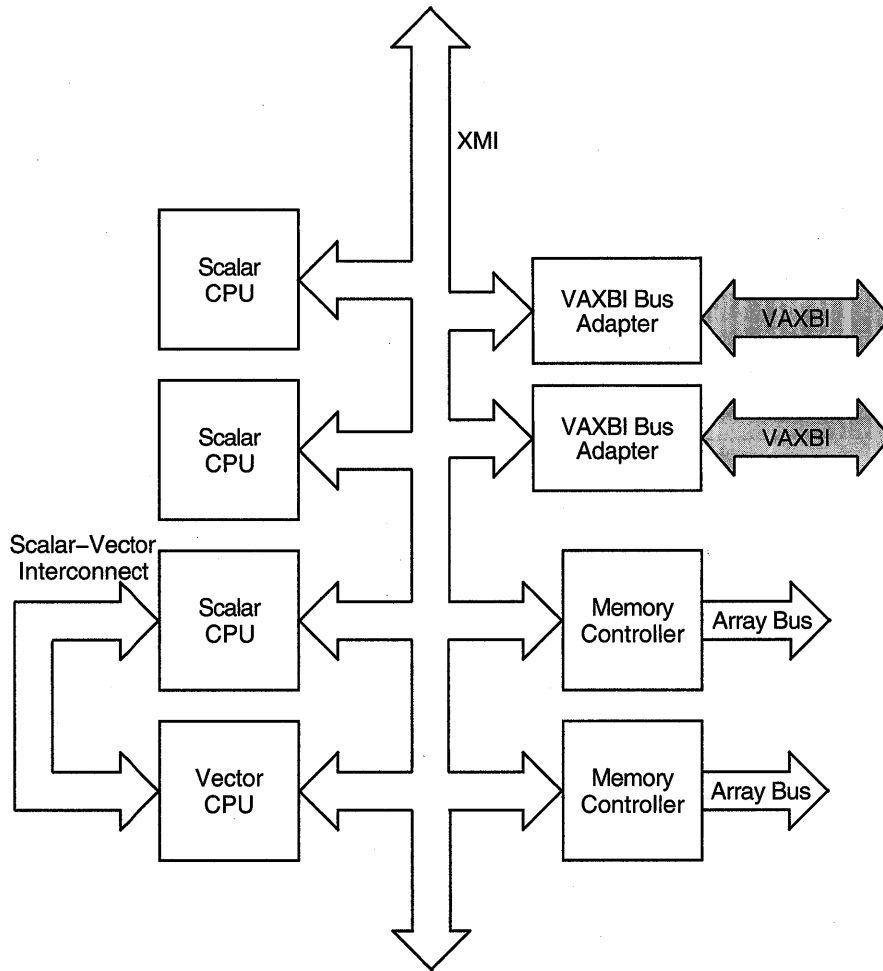 XMI
Scalar
CPU
VAXBI Bus
Adapter
VAXBI
Scalar
CPU
VAXBI Bus
Adapter
VAXBI
Scalar–Vector
Interconnect
Scalar
CPU
Memory
Controller
Array Bus
Vector
CPU
Memory
Controller
Array Bus